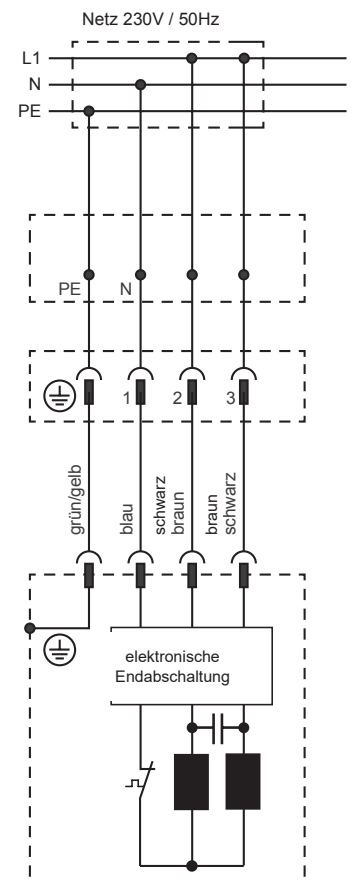 Netz 230V / 50Hz
L1
N
PE
PE N
1 2 3
grün/gelb
blau
schwarz
braun
braun
schwarz
elektronische
Endabschaltung